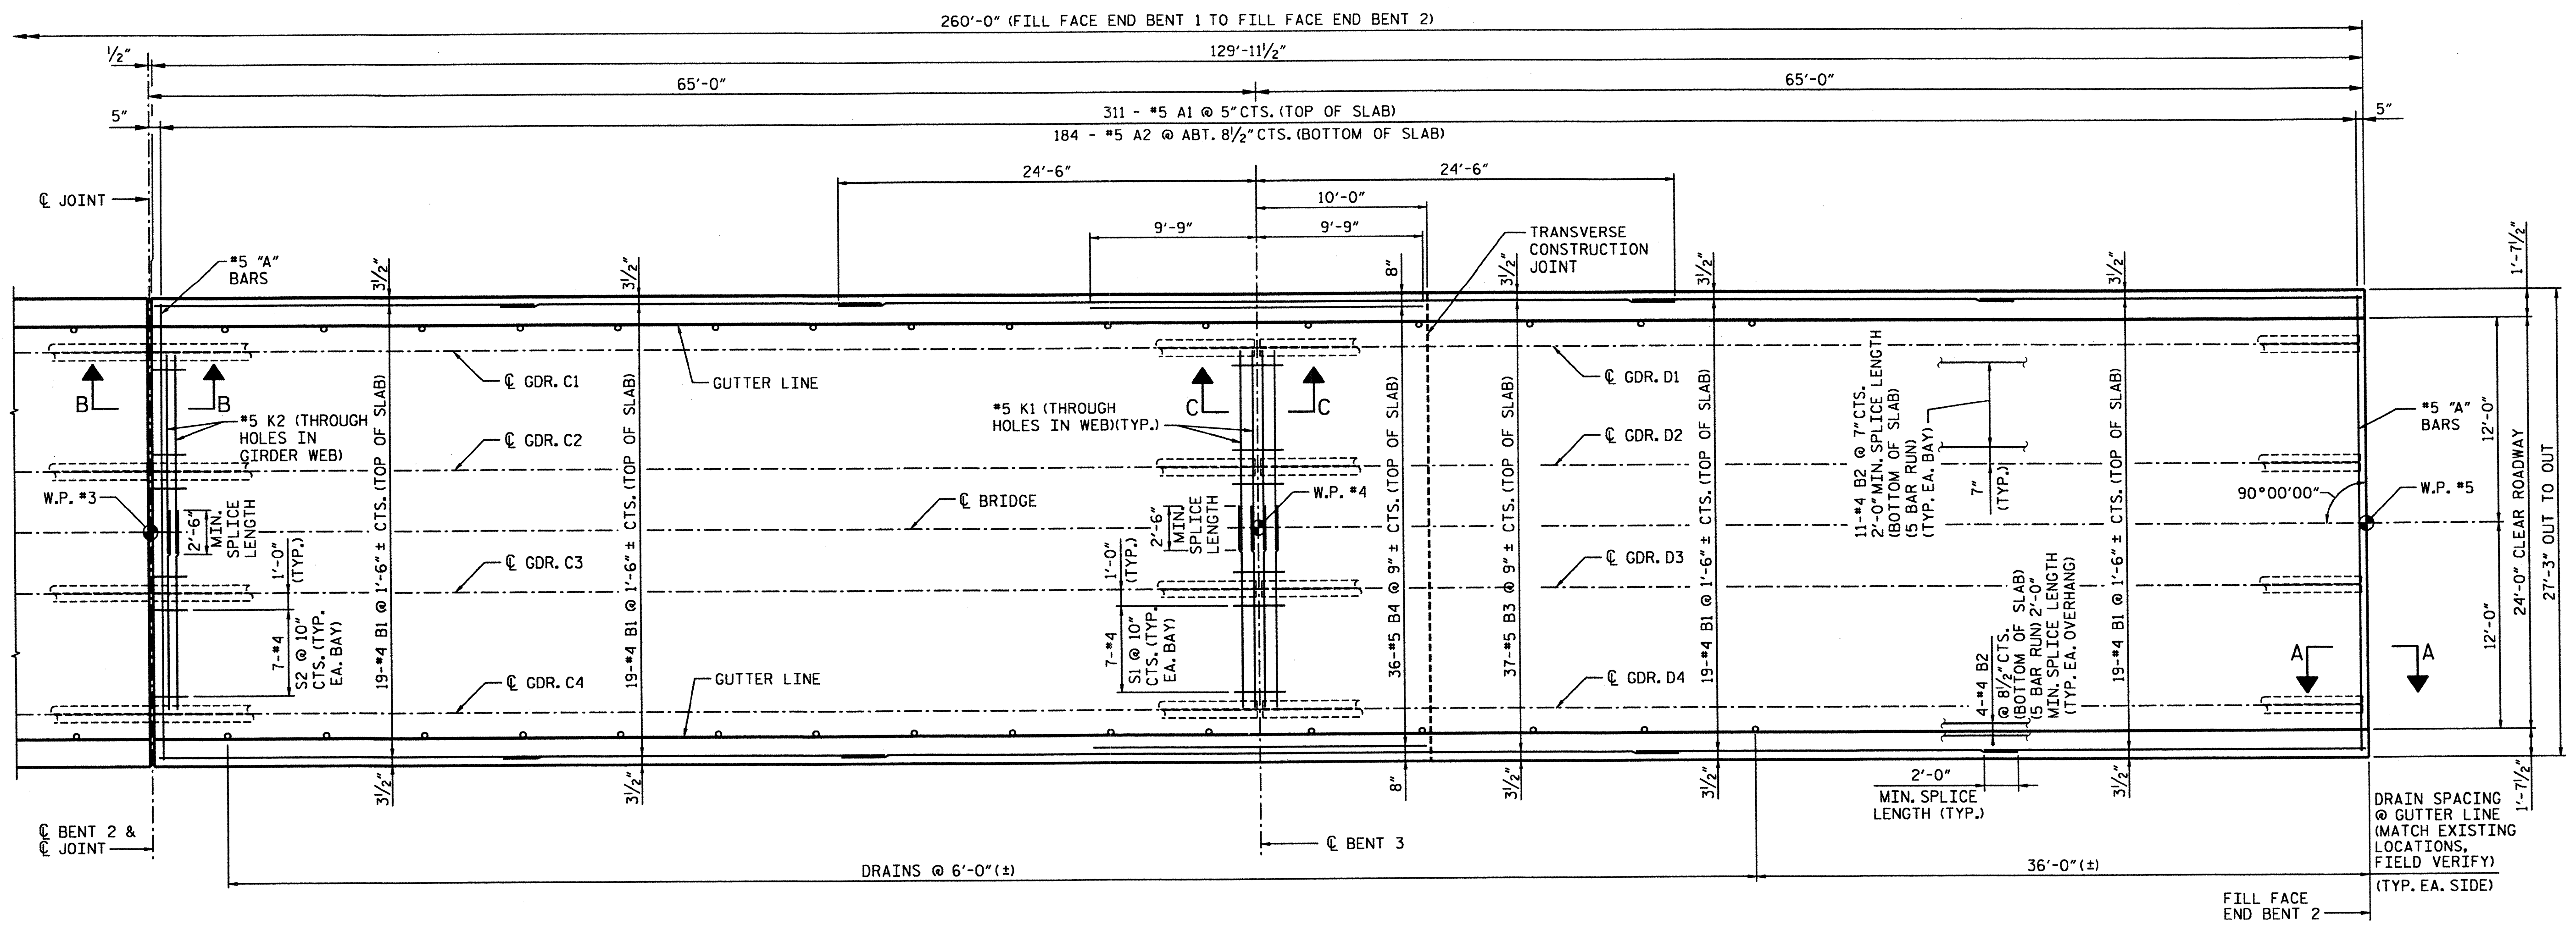 260'-0" (FILL FACE END BENT 1 TO FILL FACE END BENT 2)
1/2"
129'-11 1/2"
65'-0"
65'-0"
5"
311 - #5 A1 @ 5" CTS. (TOP OF SLAB)
184 - #5 A2 @ ABT. 8 1/2" CTS. (BOTTOM OF SLAB)
5"
24'-6"
24'-6"
10'-0"
9'-9"
9'-9"
℄ JOINT
TRANSVERSE
CONSTRUCTION
JOINT
#5 "A"
BARS
3 1/2"
3 1/2"
8"
3 1/2"
3 1/2"
3 1/2"
1'-7 1/2"
℄ GDR. C1
GUTTER LINE
℄ GDR. D1
B
B
C
C
#5 K2 (THROUGH
HOLES IN
GIRDER WEB)
#5 K1 (THROUGH
HOLES IN WEB)(TYP.)
℄ GDR. C2
℄ GDR. D2
#5 "A"
BARS
W.P. #3
℄ BRIDGE
W.P. #4
90°00'00"
W.P. #5
2'-6"
MIN.
SPLICE
LENGTH
2'-6"
MIN.
SPLICE
LENGTH
1'-0"
(TYP.)
1'-0"
(TYP.)
7-#4
S2 @ 10"
CTS. (TYP.
EA. BAY)
7-#4
S1 @ 10"
CTS. (TYP.
EA. BAY)
19-#4 B1 @ 1'-6" ± CTS. (TOP OF SLAB)
19-#4 B1 @ 1'-6" ± CTS. (TOP OF SLAB)
36-#5 B4 @ 9" ± CTS. (TOP OF SLAB)
37-#5 B3 @ 9" ± CTS. (TOP OF SLAB)
19-#4 B1 @ 1'-6" ± CTS. (TOP OF SLAB)
11-#4 B2 @ 7" CTS.
2'-0" MIN. SPLICE LENGTH
(BOTTOM OF SLAB)
(5 BAR RUN)
(TYP. EA. BAY)
7"
(TYP.)
19-#4 B1 @ 1'-6" ± CTS. (TOP OF SLAB)
12'-0"
12'-0"
24'-0" CLEAR ROADWAY
27'-3" OUT TO OUT
℄ GDR. C3
℄ GDR. D3
4-#4 B2
@ 8 1/2" CTS.
(BOTTOM OF SLAB)
(5 BAR RUN) 2'-0"
MIN. SPLICE LENGTH
(TYP. EA. OVERHANG)
A
A
℄ GDR. C4
GUTTER LINE
℄ GDR. D4
3 1/2"
3 1/2"
8"
3 1/2"
3 1/2"
3 1/2"
1'-7 1/2"
2'-0"
MIN. SPLICE
LENGTH (TYP.)
℄ BENT 2 &
℄ JOINT
℄ BENT 3
DRAINS @ 6'-0" (±)
36'-0" (±)
DRAIN SPACING
@ GUTTER LINE
(MATCH EXISTING
LOCATIONS,
FIELD VERIFY)
(TYP. EA. SIDE)
FILL FACE
END BENT 2